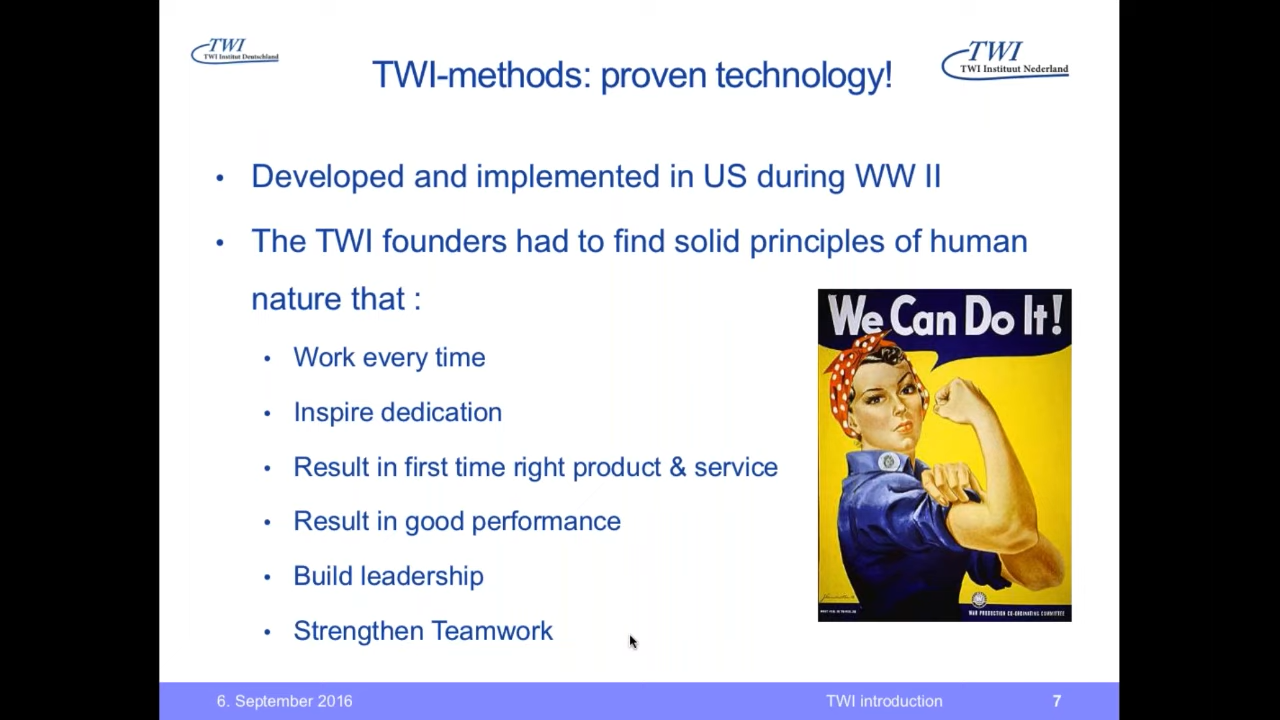 TWI
TWI Institut Deutschland
TWI
TWI Instituut Nederland
TWI-methods: proven technology!
• Developed and implemented in US during WW II
• The TWI founders had to find solid principles of human
nature that :
• Work every time
• Inspire dedication
• Result in first time right product & service
• Result in good performance
• Build leadership
• Strengthen Teamwork
We Can Do It!
WAR PRODUCTION CO-ORDINATING COMMITTEE
6. September 2016
TWI introduction
7